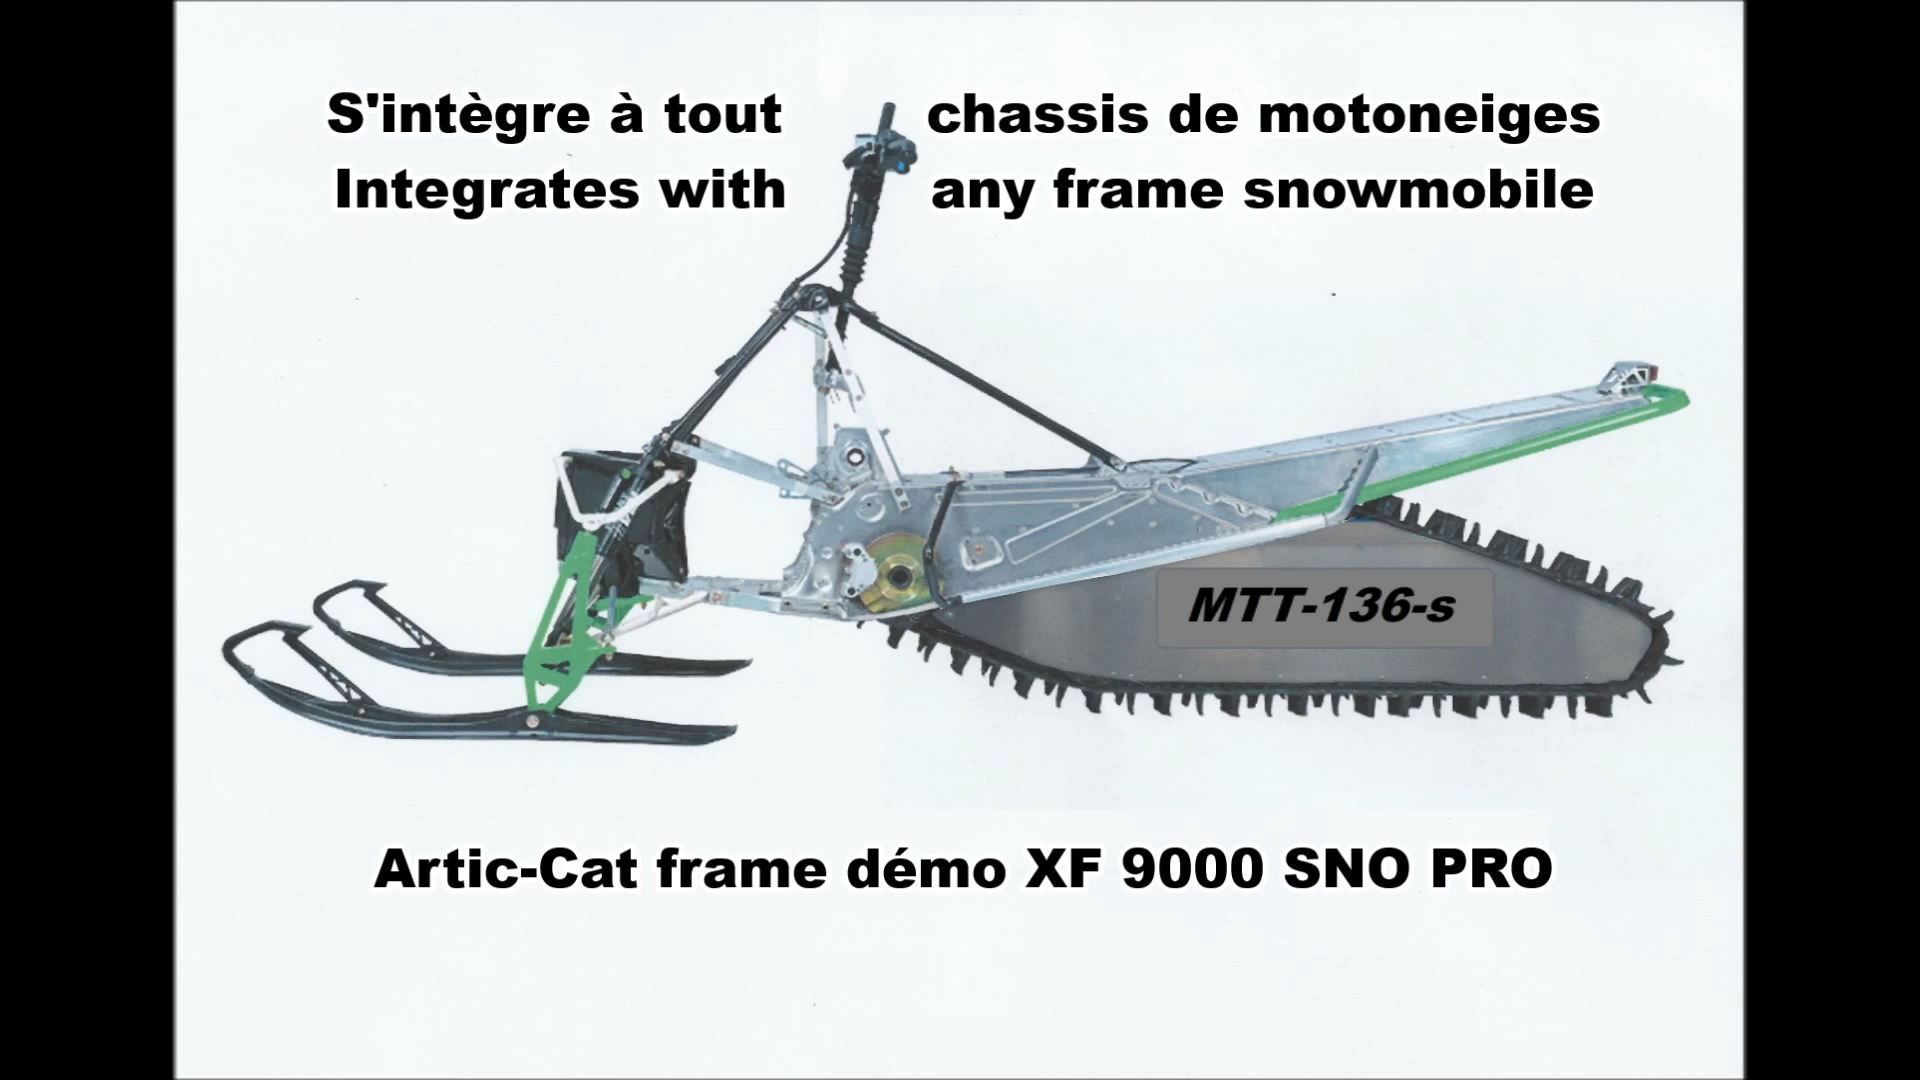 S'intègre à tout chassis de motoneiges
Integrates with any frame snowmobile
MTT-136-s
Artic-Cat frame démo XF 9000 SNO PRO